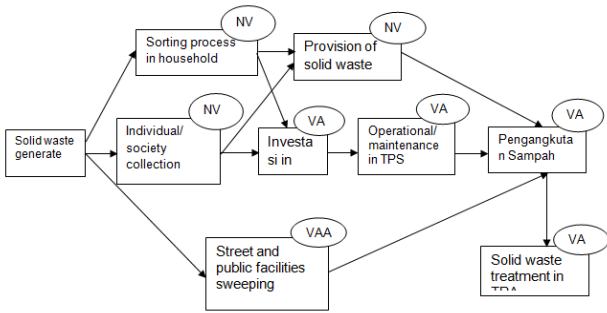 NV
Sorting process
in household
NV
Provision of
solid waste
Solid waste
generate
NV
Individual/
society collection
VA
Investa
si in
VA
Operational/
maintenance
in TPS
VA
Pengangkuta
n Sampah
VAA
Street and
public facilities
sweeping
VA
Solid waste
treatment in
TPA